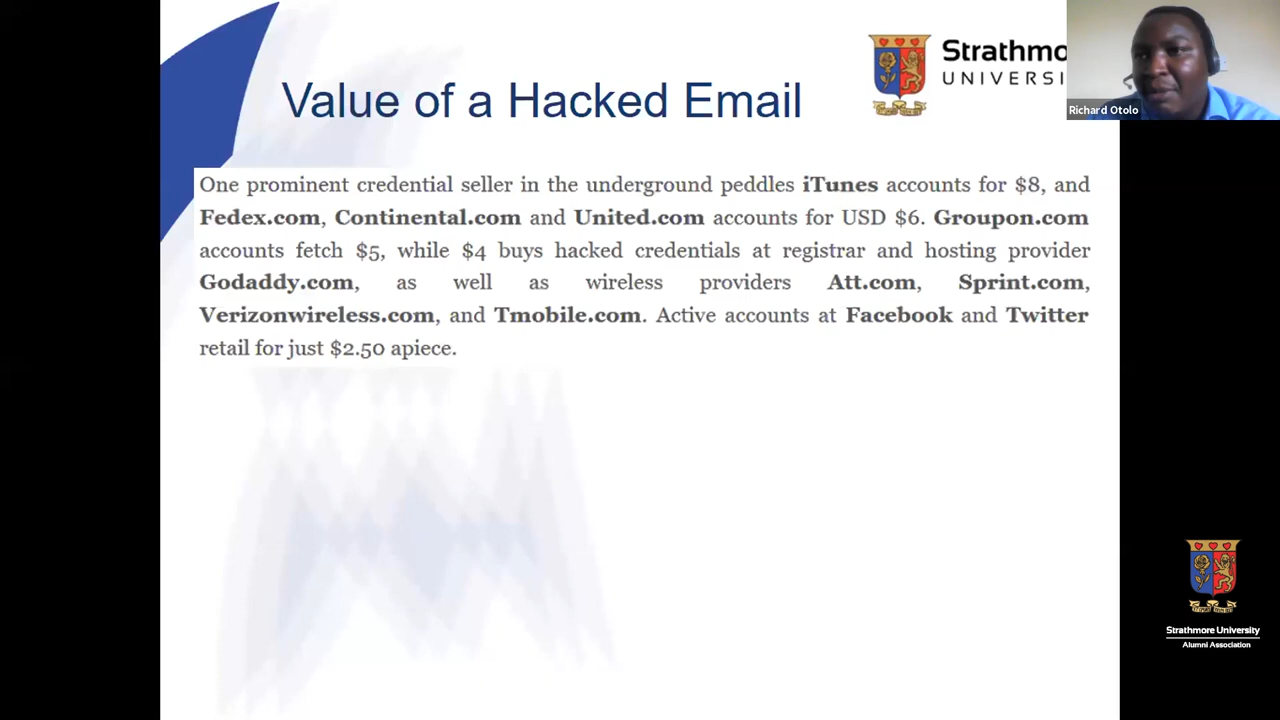 Value of a Hacked Email
Strathmo
UNIVERSI
Richard Otolo
One prominent credential seller in the underground peddles iTunes accounts for $8, and
Fedex.com, Continental.com and United.com accounts for USD $6. Groupon.com
accounts fetch $5, while $4 buys hacked credentials at registrar and hosting provider
Godaddy.com, as well as wireless providers Att.com, Sprint.com,
Verizonwireless.com, and Tmobile.com. Active accounts at Facebook and Twitter
retail for just $2.50 apiece.
Strathmore University
Alumni Association